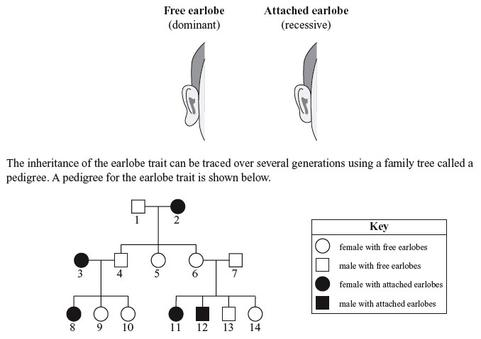 Free earlobe
(dominant)
Attached earlobe
(recessive)
The inheritance of the earlobe trait can be traced over several generations using a family tree called a
pedigree. A pedigree for the earlobe trait is shown below.
1
2
3
4
5
6
7
8
9
10
11
12
13
14
Key
female with free earlobes
male with free earlobes
female with attached earlobes
male with attached earlobes